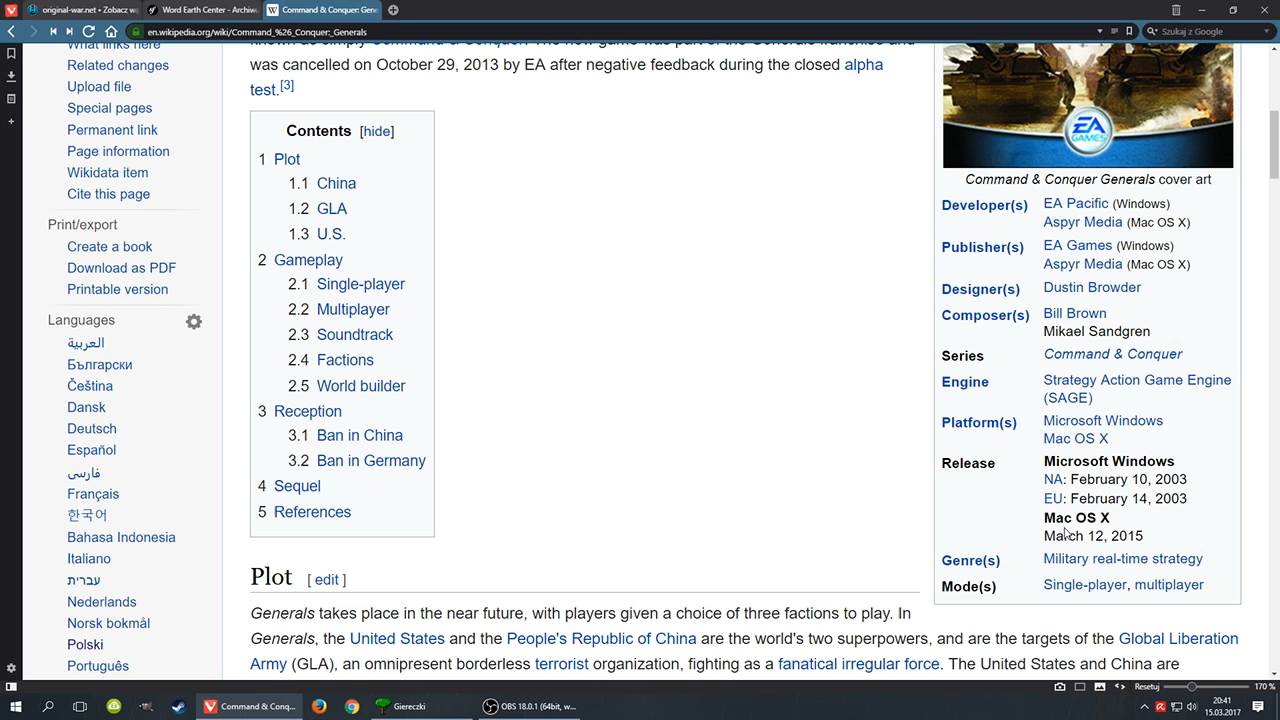 original-war.net • Zobacz wą
Word Earth Center - Archiwu
Command & Conquer: Gene
en.wikipedia.org/wiki/Command_%26_Conquer:_Generals
Szukaj z Google
What links here
Related changes
Upload file
Special pages
Permanent link
Page information
Wikidata item
Cite this page
Print/export
Create a book
Download as PDF
Printable version
Languages
العربية
Български
Čeština
Dansk
Deutsch
Español
فارسی
Français
한국어
Bahasa Indonesia
Italiano
עברית
Nederlands
Norsk bokmål
Polski
Português
was cancelled on October 29, 2013 by EA after negative feedback during the closed alpha
test.[3]
Contents [hide]
1 Plot
1.1 China
1.2 GLA
1.3 U.S.
2 Gameplay
2.1 Single-player
2.2 Multiplayer
2.3 Soundtrack
2.4 Factions
2.5 World builder
3 Reception
3.1 Ban in China
3.2 Ban in Germany
4 Sequel
5 References
Plot [ edit ]
Generals takes place in the near future, with players given a choice of three factions to play. In
Generals, the United States and the People's Republic of China are the world's two superpowers, and are the targets of the Global Liberation
Army (GLA), an omnipresent borderless terrorist organization, fighting as a fanatical irregular force. The United States and China are
EA
GAMES
Command & Conquer Generals cover art
Developer(s) EA Pacific (Windows)
Aspyr Media (Mac OS X)
Publisher(s) EA Games (Windows)
Aspyr Media (Mac OS X)
Designer(s) Dustin Browder
Composer(s) Bill Brown
Mikael Sandgren
Series Command & Conquer
Engine Strategy Action Game Engine
(SAGE)
Platform(s) Microsoft Windows
Mac OS X
Release Microsoft Windows
NA: February 10, 2003
EU: February 14, 2003
Mac OS X
March 12, 2015
Genre(s) Military real-time strategy
Mode(s) Single-player, multiplayer
Resetuj 170 %
Command & Conq...
Giereczki
OBS 18.0.1 (64bit, w...
20:41
15.03.2017